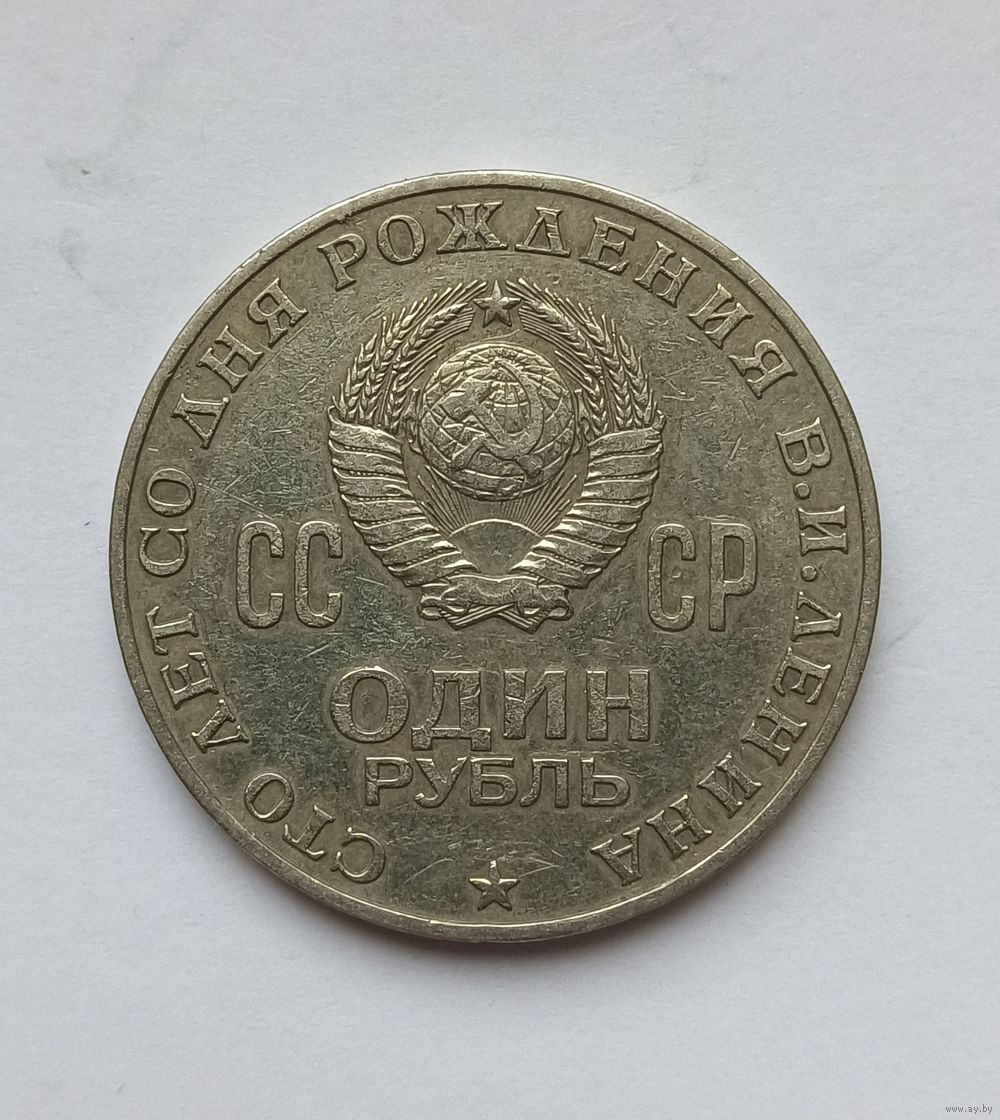 СТО ЛЕТ СО ДНЯ РОЖДЕНИЯ В.И.ЛЕНИНА
СС СР
ОДИН
РУБЛЬ
www.ay.by